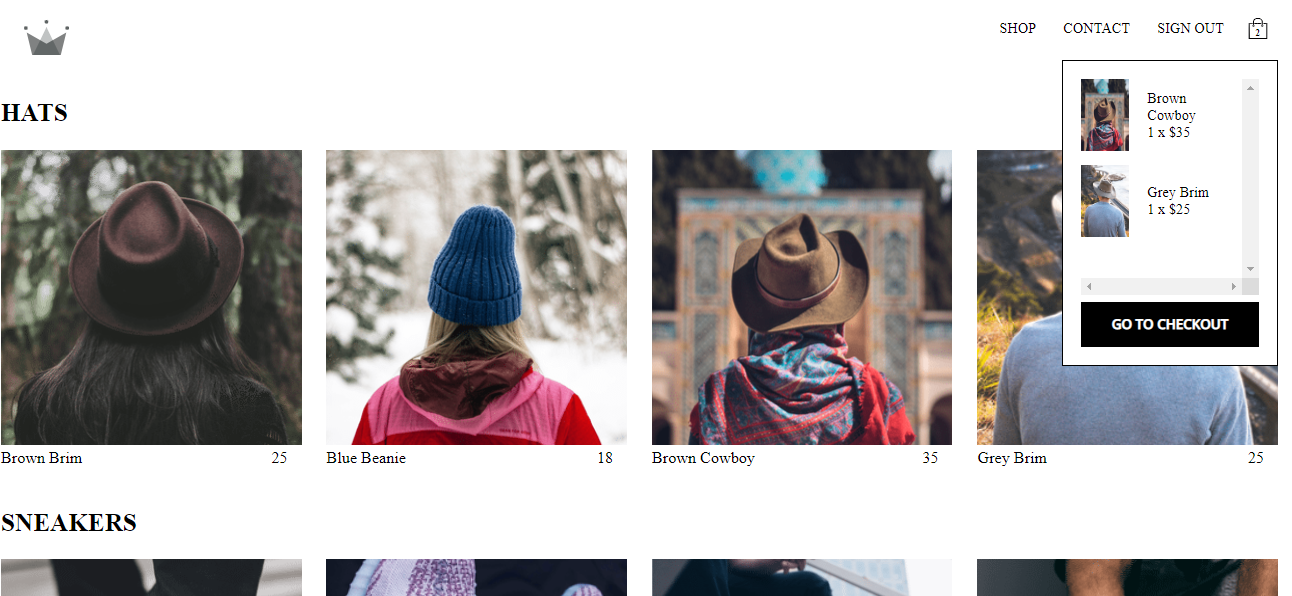 SHOP CONTACT SIGN OUT 2
HATS
Brown
Cowboy
1 x $35
Grey Brim
1 x $25
GO TO CHECKOUT
Brown Brim 25
Blue Beanie 18
Brown Cowboy 35
Grey Brim 25
SNEAKERS